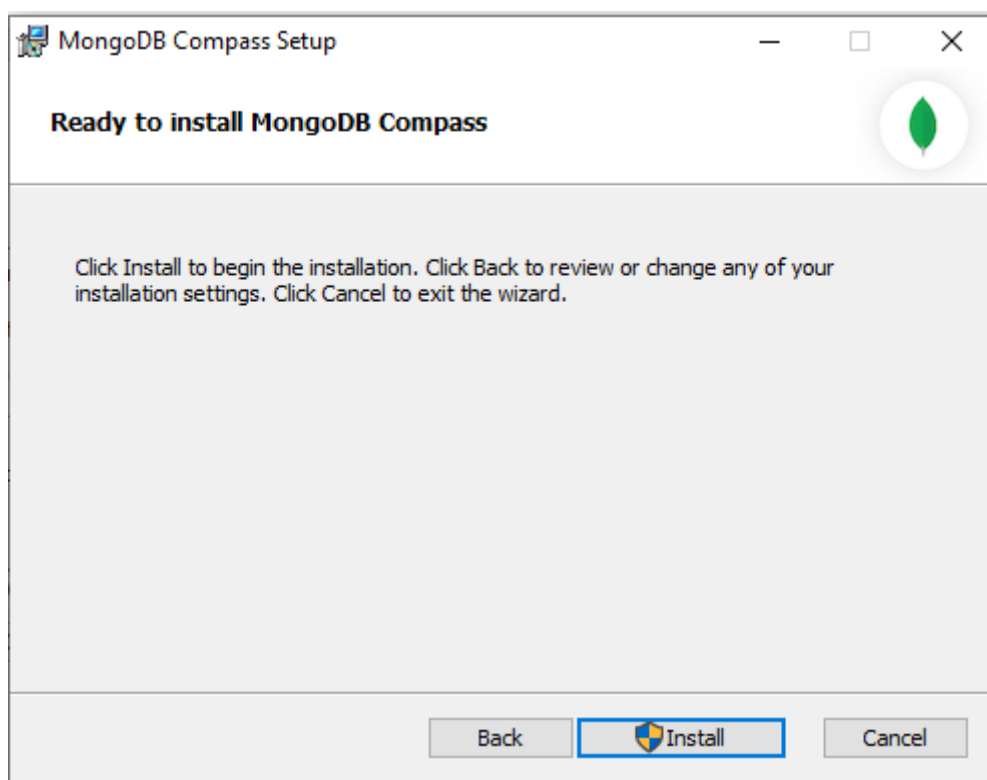 MongoDB Compass Setup
Ready to install MongoDB Compass
Click Install to begin the installation. Click Back to review or change any of your
installation settings. Click Cancel to exit the wizard.
Back Install Cancel